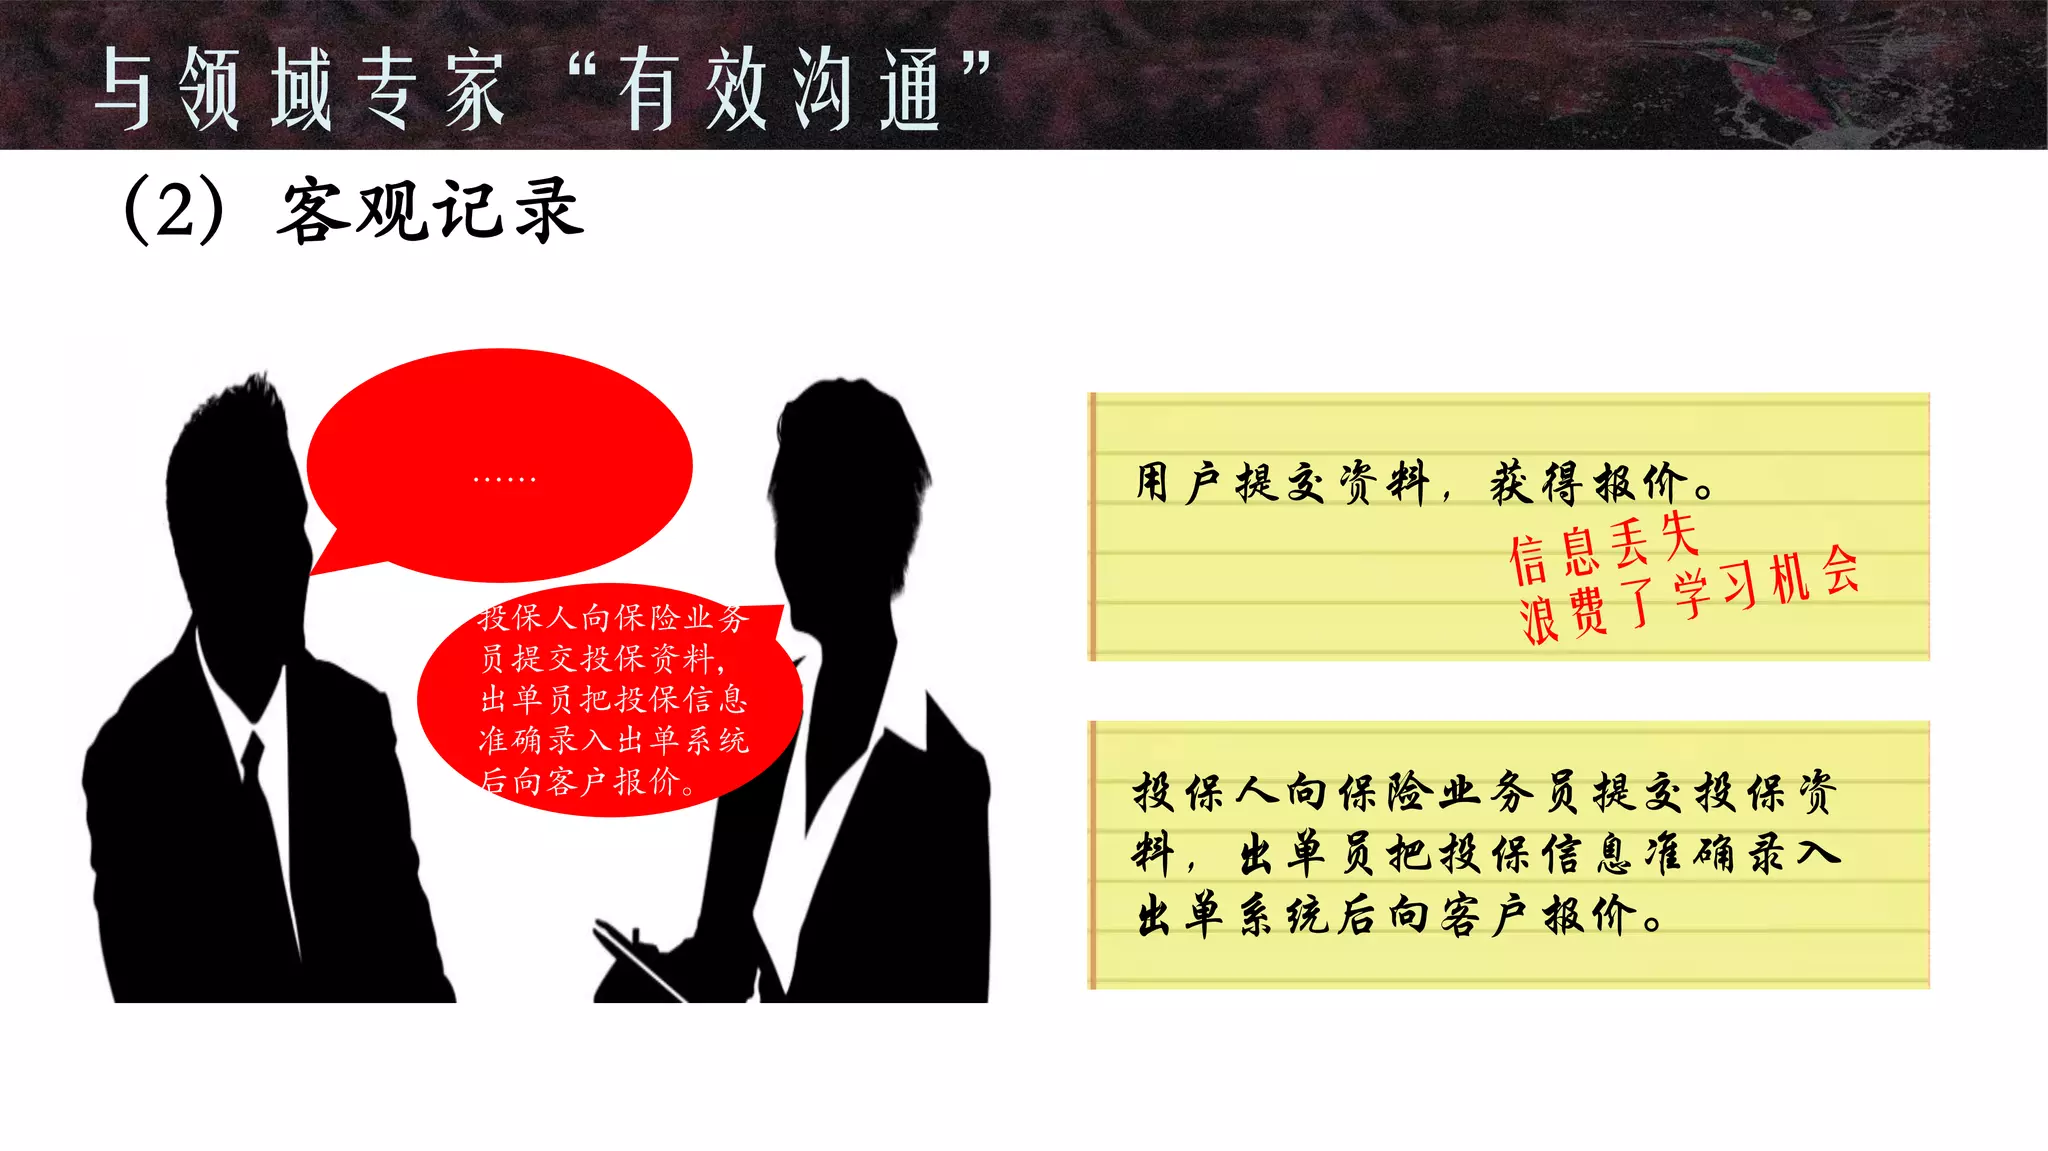 与领域专家“有效沟通”
（2）客观记录
……
投保人向保险业务
员提交投保资料，
出单员把投保信息
准确录入出单系统
后向客户报价。
用户提交资料，获得报价。
信息丢失
浪费了学习机会
投保人向保险业务员提交投保资
料，出单员把投保信息准确录入
出单系统后向客户报价。